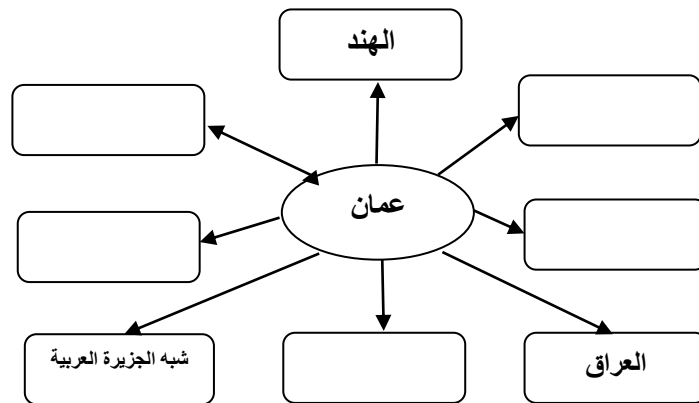 الهند
عمان
العراق
شبه الجزيرة العربية